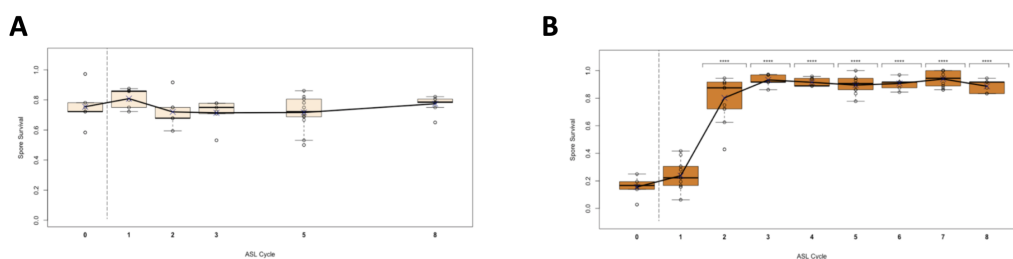 A
B
Spore Survival
1.0
0.8
0.6
0.4
0.2
0.0
0 1 2 3 5 8
ASL Cycle
Spore Survival
1.0
0.8
0.6
0.4
0.2
0.0
**** **** **** **** **** **** ****
0 1 2 3 4 5 6 7 8
ASL Cycle